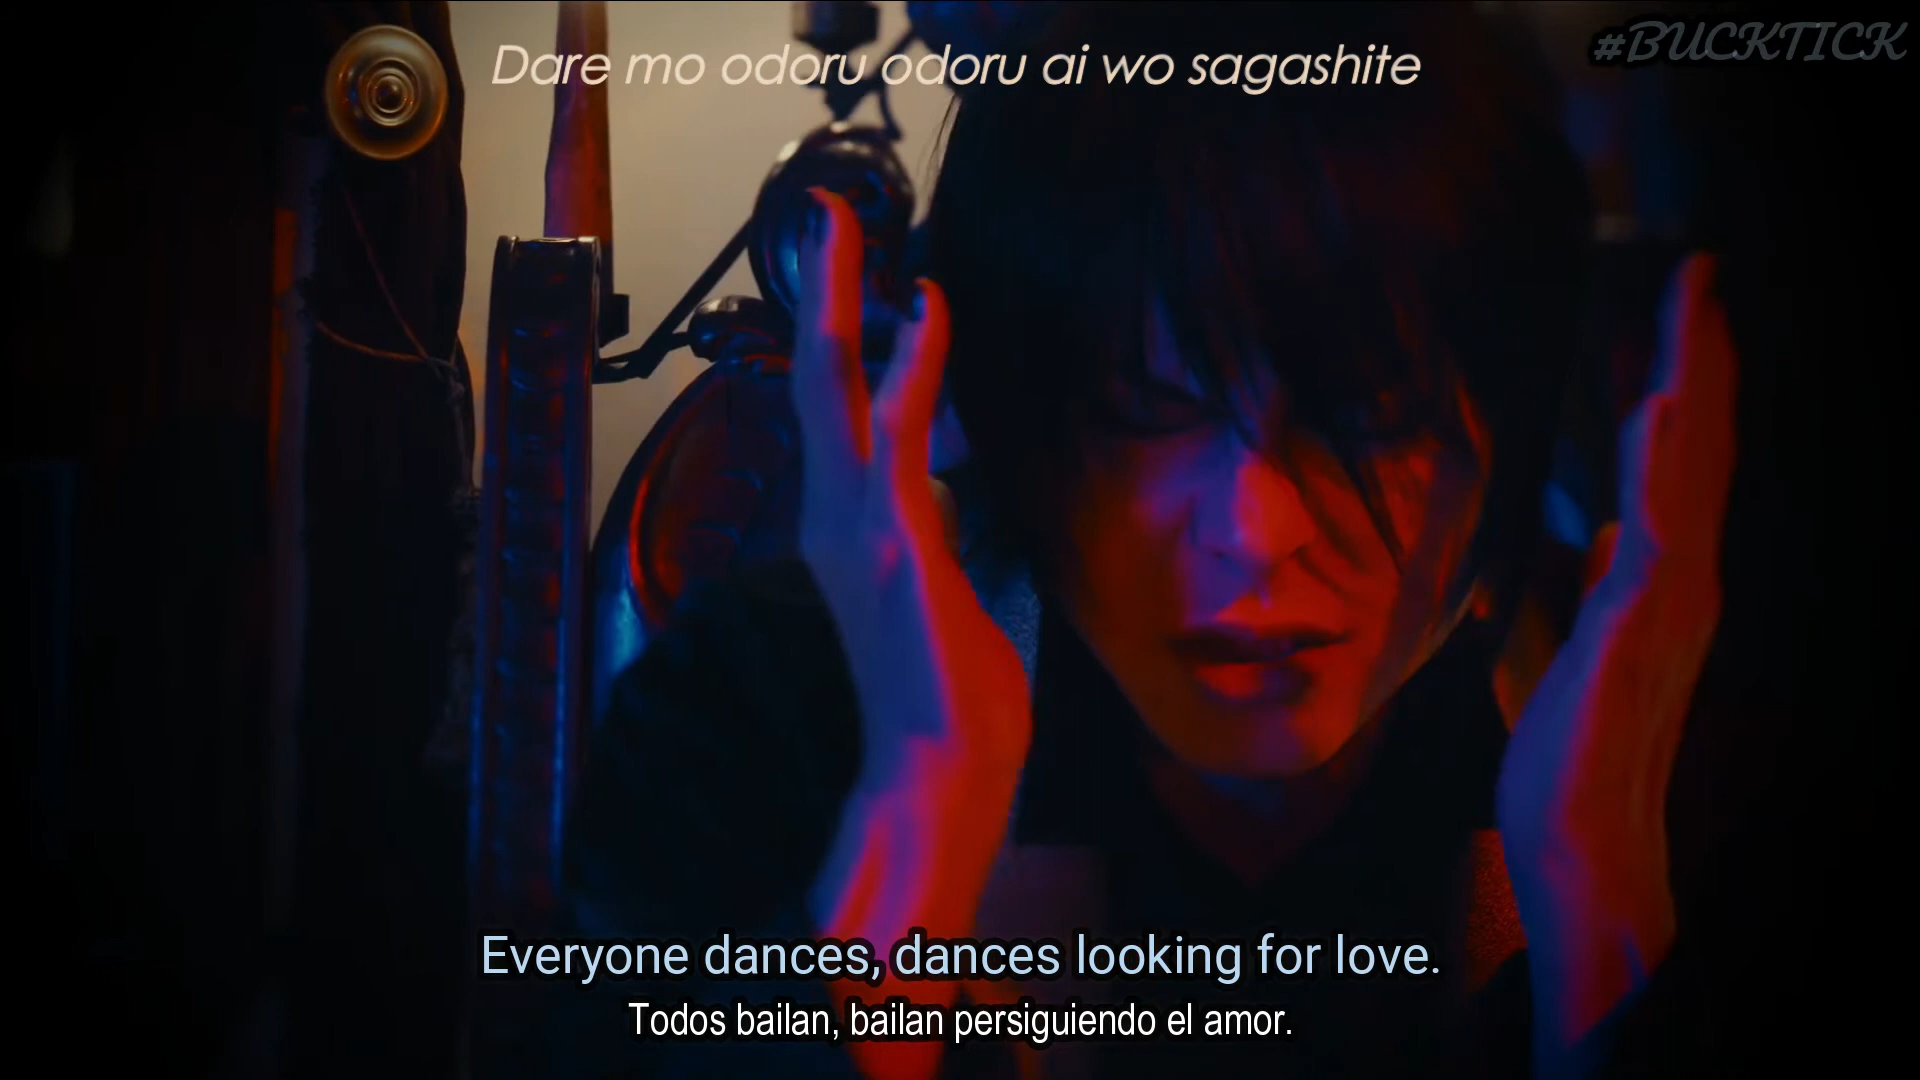 #BUCKTICK
Dare mo odoru odoru ai wo sagashite
Everyone dances, dances looking for love.
Todos bailan, bailan persiguiendo el amor.